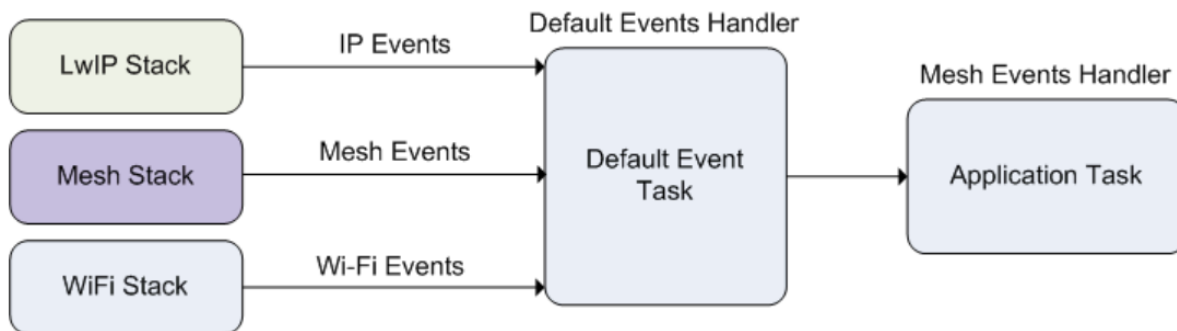 Default Events Handler
LwIP Stack
IP Events
Mesh Events Handler
Mesh Stack
Mesh Events
Default Event
Task
Application Task
WiFi Stack
Wi-Fi Events